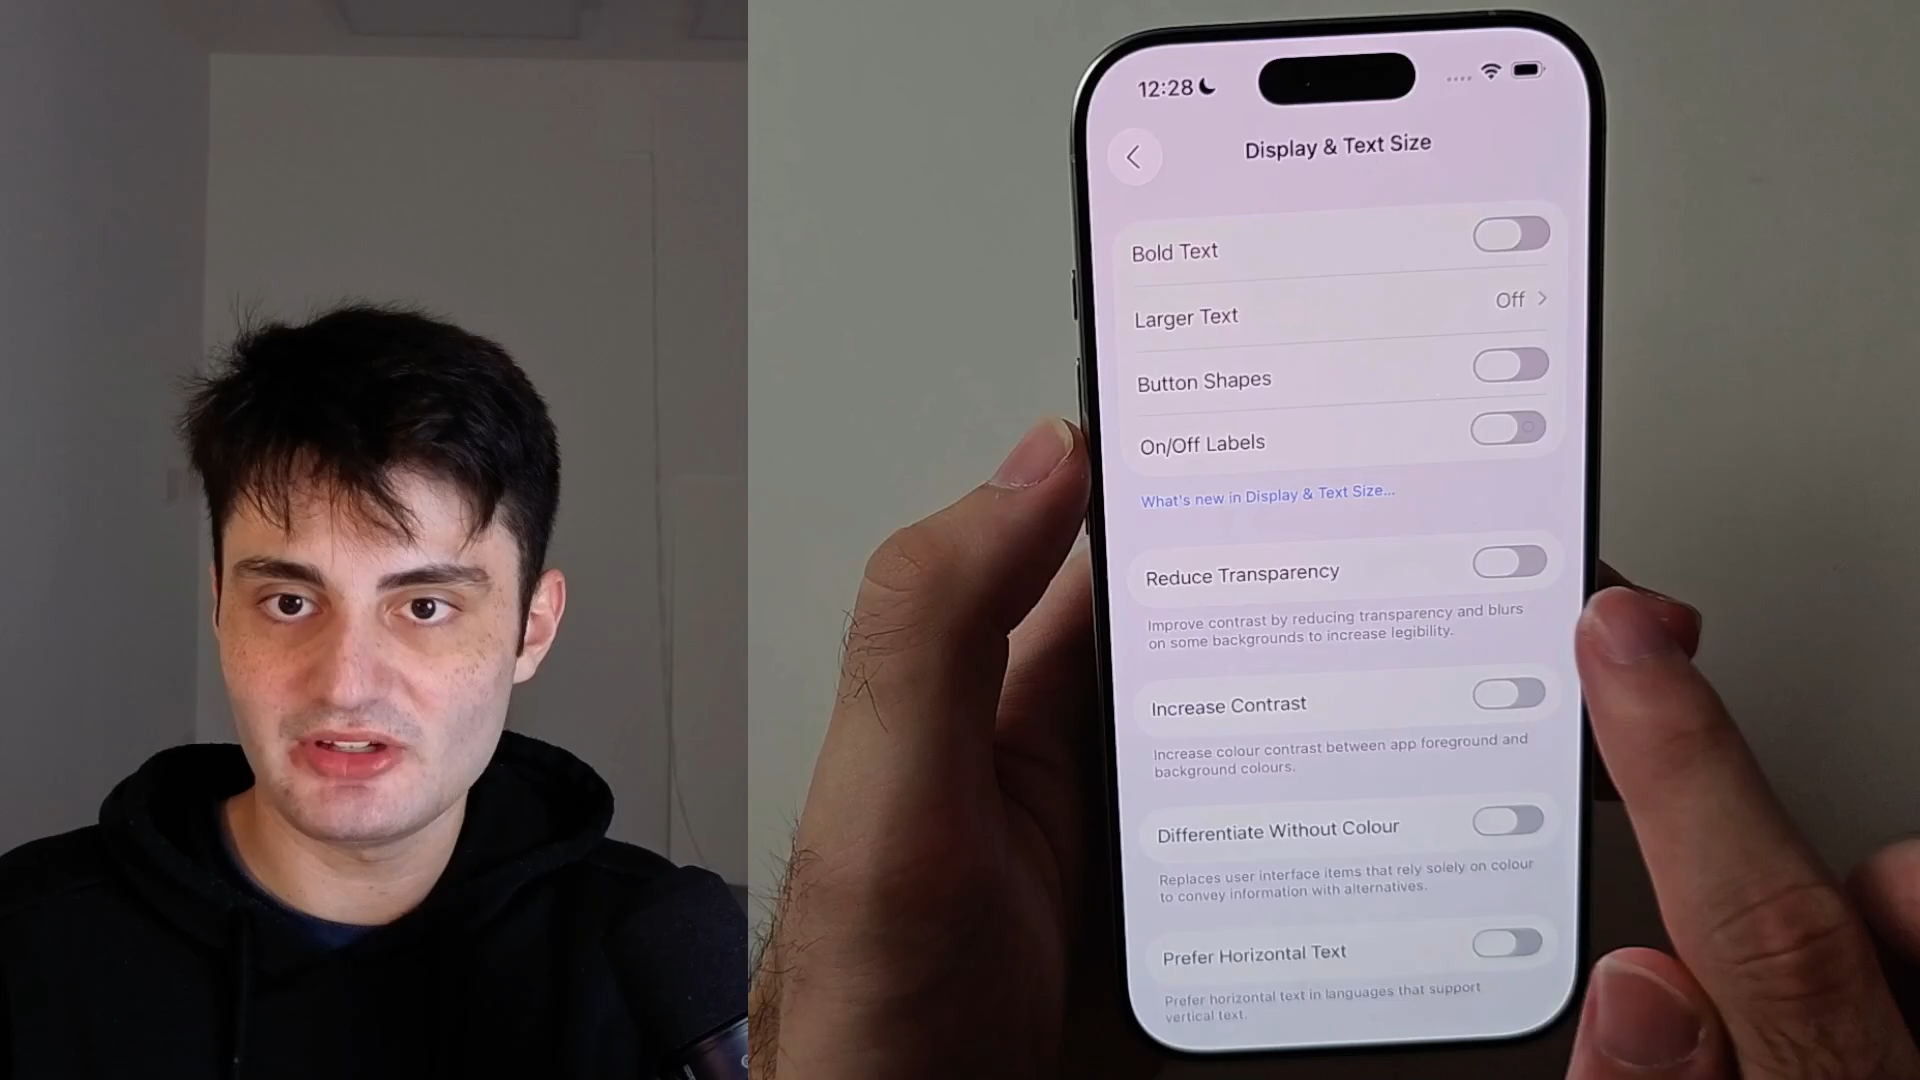 12:28
Display & Text Size
Bold Text
Larger Text Off
Button Shapes
On/Off Labels
What's new in Display & Text Size...
Reduce Transparency
Improve contrast by reducing transparency and blurs
on some backgrounds to increase legibility.
Increase Contrast
Increase colour contrast between app foreground and
background colours.
Differentiate Without Colour
Replaces user interface items that rely solely on colour
to convey information with alternatives.
Prefer Horizontal Text
Prefer horizontal text in languages that support
vertical text.